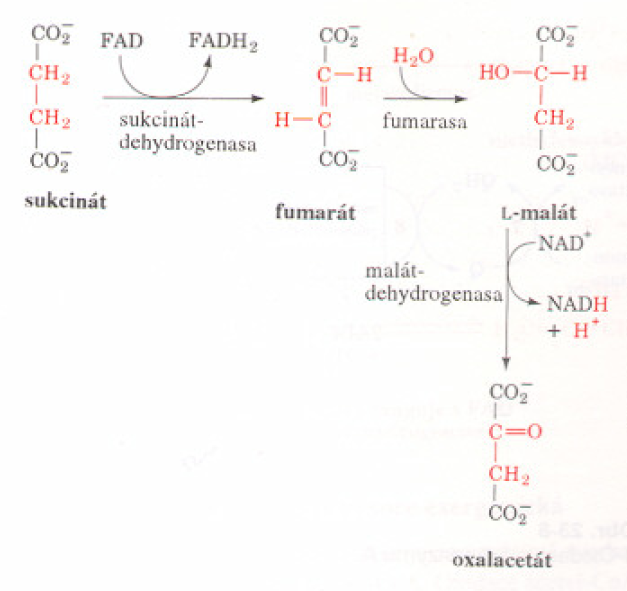 CO₂⁻
CH₂
CH₂
CO₂⁻
sukcinát
FAD
FADH₂
sukcinát-
dehydrogenasa
CO₂⁻
C—H
H—C
CO₂⁻
fumarát
H₂O
fumarasa
CO₂⁻
HO—C—H
CH₂
CO₂⁻
L-malát
NAD⁺
malát-
dehydrogenasa
NADH
+ H⁺
CO₂⁻
C=O
CH₂
CO₂⁻
oxalacetát